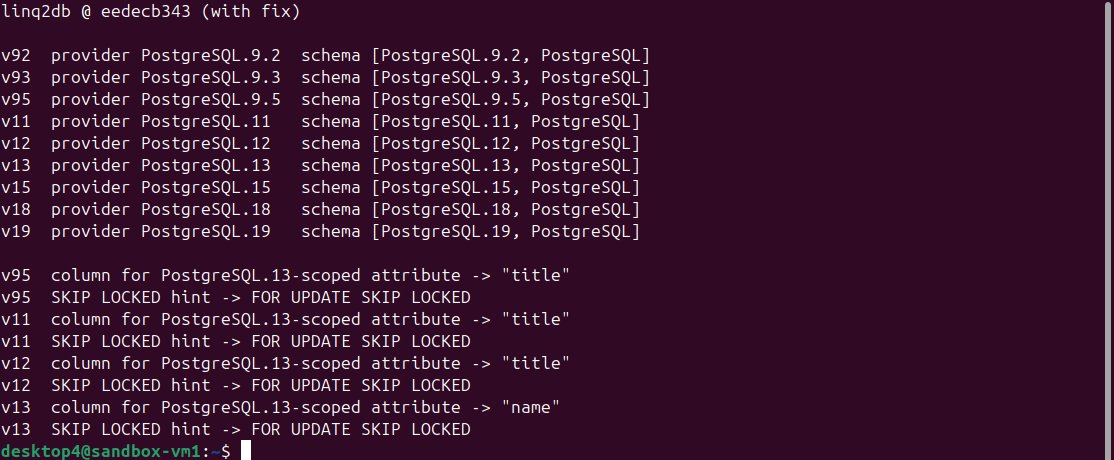 linq2db @ eedecb343 (with fix)
v92  provider PostgreSQL.9.2  schema [PostgreSQL.9.2, PostgreSQL]
v93  provider PostgreSQL.9.3  schema [PostgreSQL.9.3, PostgreSQL]
v95  provider PostgreSQL.9.5  schema [PostgreSQL.9.5, PostgreSQL]
v11  provider PostgreSQL.11   schema [PostgreSQL.11, PostgreSQL]
v12  provider PostgreSQL.12   schema [PostgreSQL.12, PostgreSQL]
v13  provider PostgreSQL.13   schema [PostgreSQL.13, PostgreSQL]
v15  provider PostgreSQL.15   schema [PostgreSQL.15, PostgreSQL]
v18  provider PostgreSQL.18   schema [PostgreSQL.18, PostgreSQL]
v19  provider PostgreSQL.19   schema [PostgreSQL.19, PostgreSQL]
v95  column for PostgreSQL.13-scoped attribute -> "title"
v95  SKIP LOCKED hint -> FOR UPDATE SKIP LOCKED
v11  column for PostgreSQL.13-scoped attribute -> "title"
v11  SKIP LOCKED hint -> FOR UPDATE SKIP LOCKED
v12  column for PostgreSQL.13-scoped attribute -> "title"
v12  SKIP LOCKED hint -> FOR UPDATE SKIP LOCKED
v13  column for PostgreSQL.13-scoped attribute -> "name"
v13  SKIP LOCKED hint -> FOR UPDATE SKIP LOCKED
desktop4@sandbox-vm1:~$